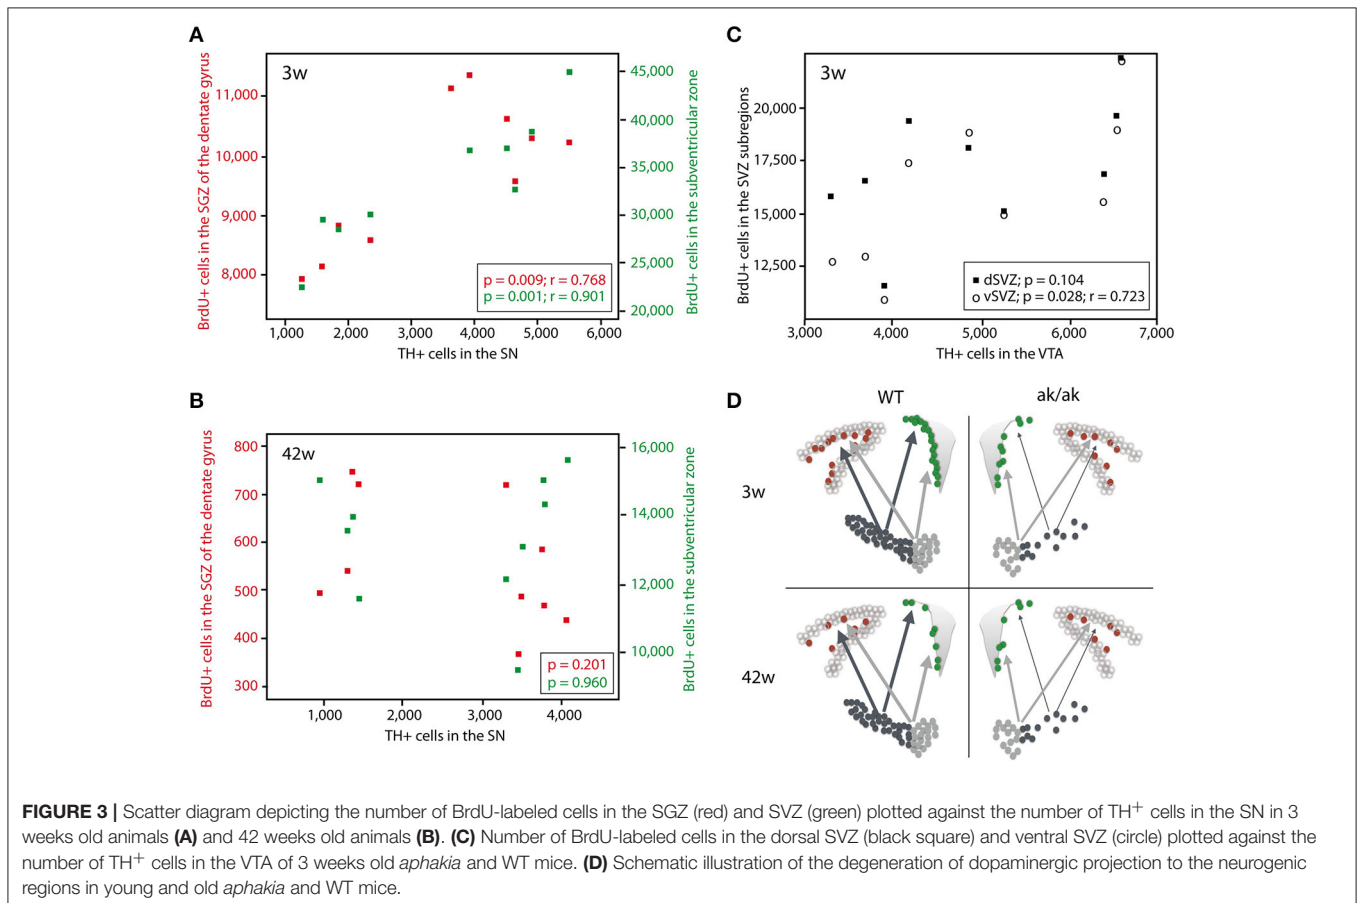 A
3w
BrdU+ cells in the SGZ of the dentate gyrus
11,000
10,000
9,000
8,000
45,000
40,000
35,000
30,000
25,000
20,000
BrdU+ cells in the subventricular zone
p = 0.009; r = 0.768
p = 0.001; r = 0.901
1,000 2,000 3,000 4,000 5,000 6,000
TH+ cells in the SN
C
3w
BrdU+ cells in the SVZ subregions
20,000
17,500
15,000
12,500
dSVZ; p = 0.104
vSVZ; p = 0.028; r = 0.723
3,000 4,000 5,000 6,000 7,000
TH+ cells in the VTA
B
42w
BrdU+ cells in the SGZ of the dentate gyrus
800
700
600
500
400
300
16,000
14,000
12,000
10,000
BrdU+ cells in the subventricular zone
p = 0.201
p = 0.960
1,000 2,000 3,000 4,000
TH+ cells in the SN
D
WT ak/ak
3w
42w
FIGURE 3 | Scatter diagram depicting the number of BrdU-labeled cells in the SGZ (red) and SVZ (green) plotted against the number of TH+ cells in the SN in 3
weeks old animals (A) and 42 weeks old animals (B). (C) Number of BrdU-labeled cells in the dorsal SVZ (black square) and ventral SVZ (circle) plotted against the
number of TH+ cells in the VTA of 3 weeks old aphakia and WT mice. (D) Schematic illustration of the degeneration of dopaminergic projection to the neurogenic
regions in young and old aphakia and WT mice.